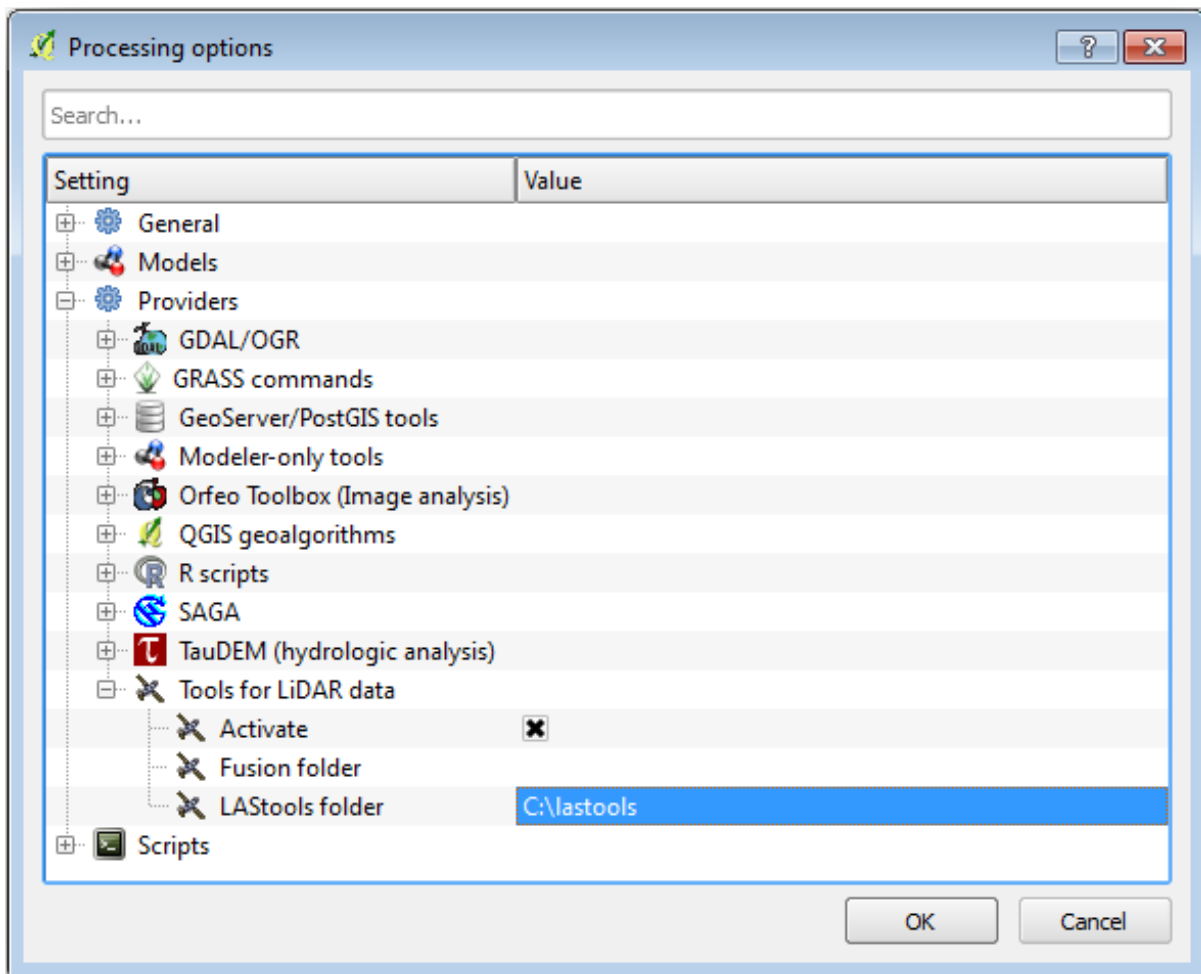 Processing options
Search...
Setting Value
General
Models
Providers
GDAL/OGR
GRASS commands
GeoServer/PostGIS tools
Modeler-only tools
Orfeo Toolbox (Image analysis)
QGIS geoalgorithms
R scripts
SAGA
TauDEM (hydrologic analysis)
Tools for LiDAR data
Activate
Fusion folder
LAStools folder C:\lastools
Scripts
OK Cancel